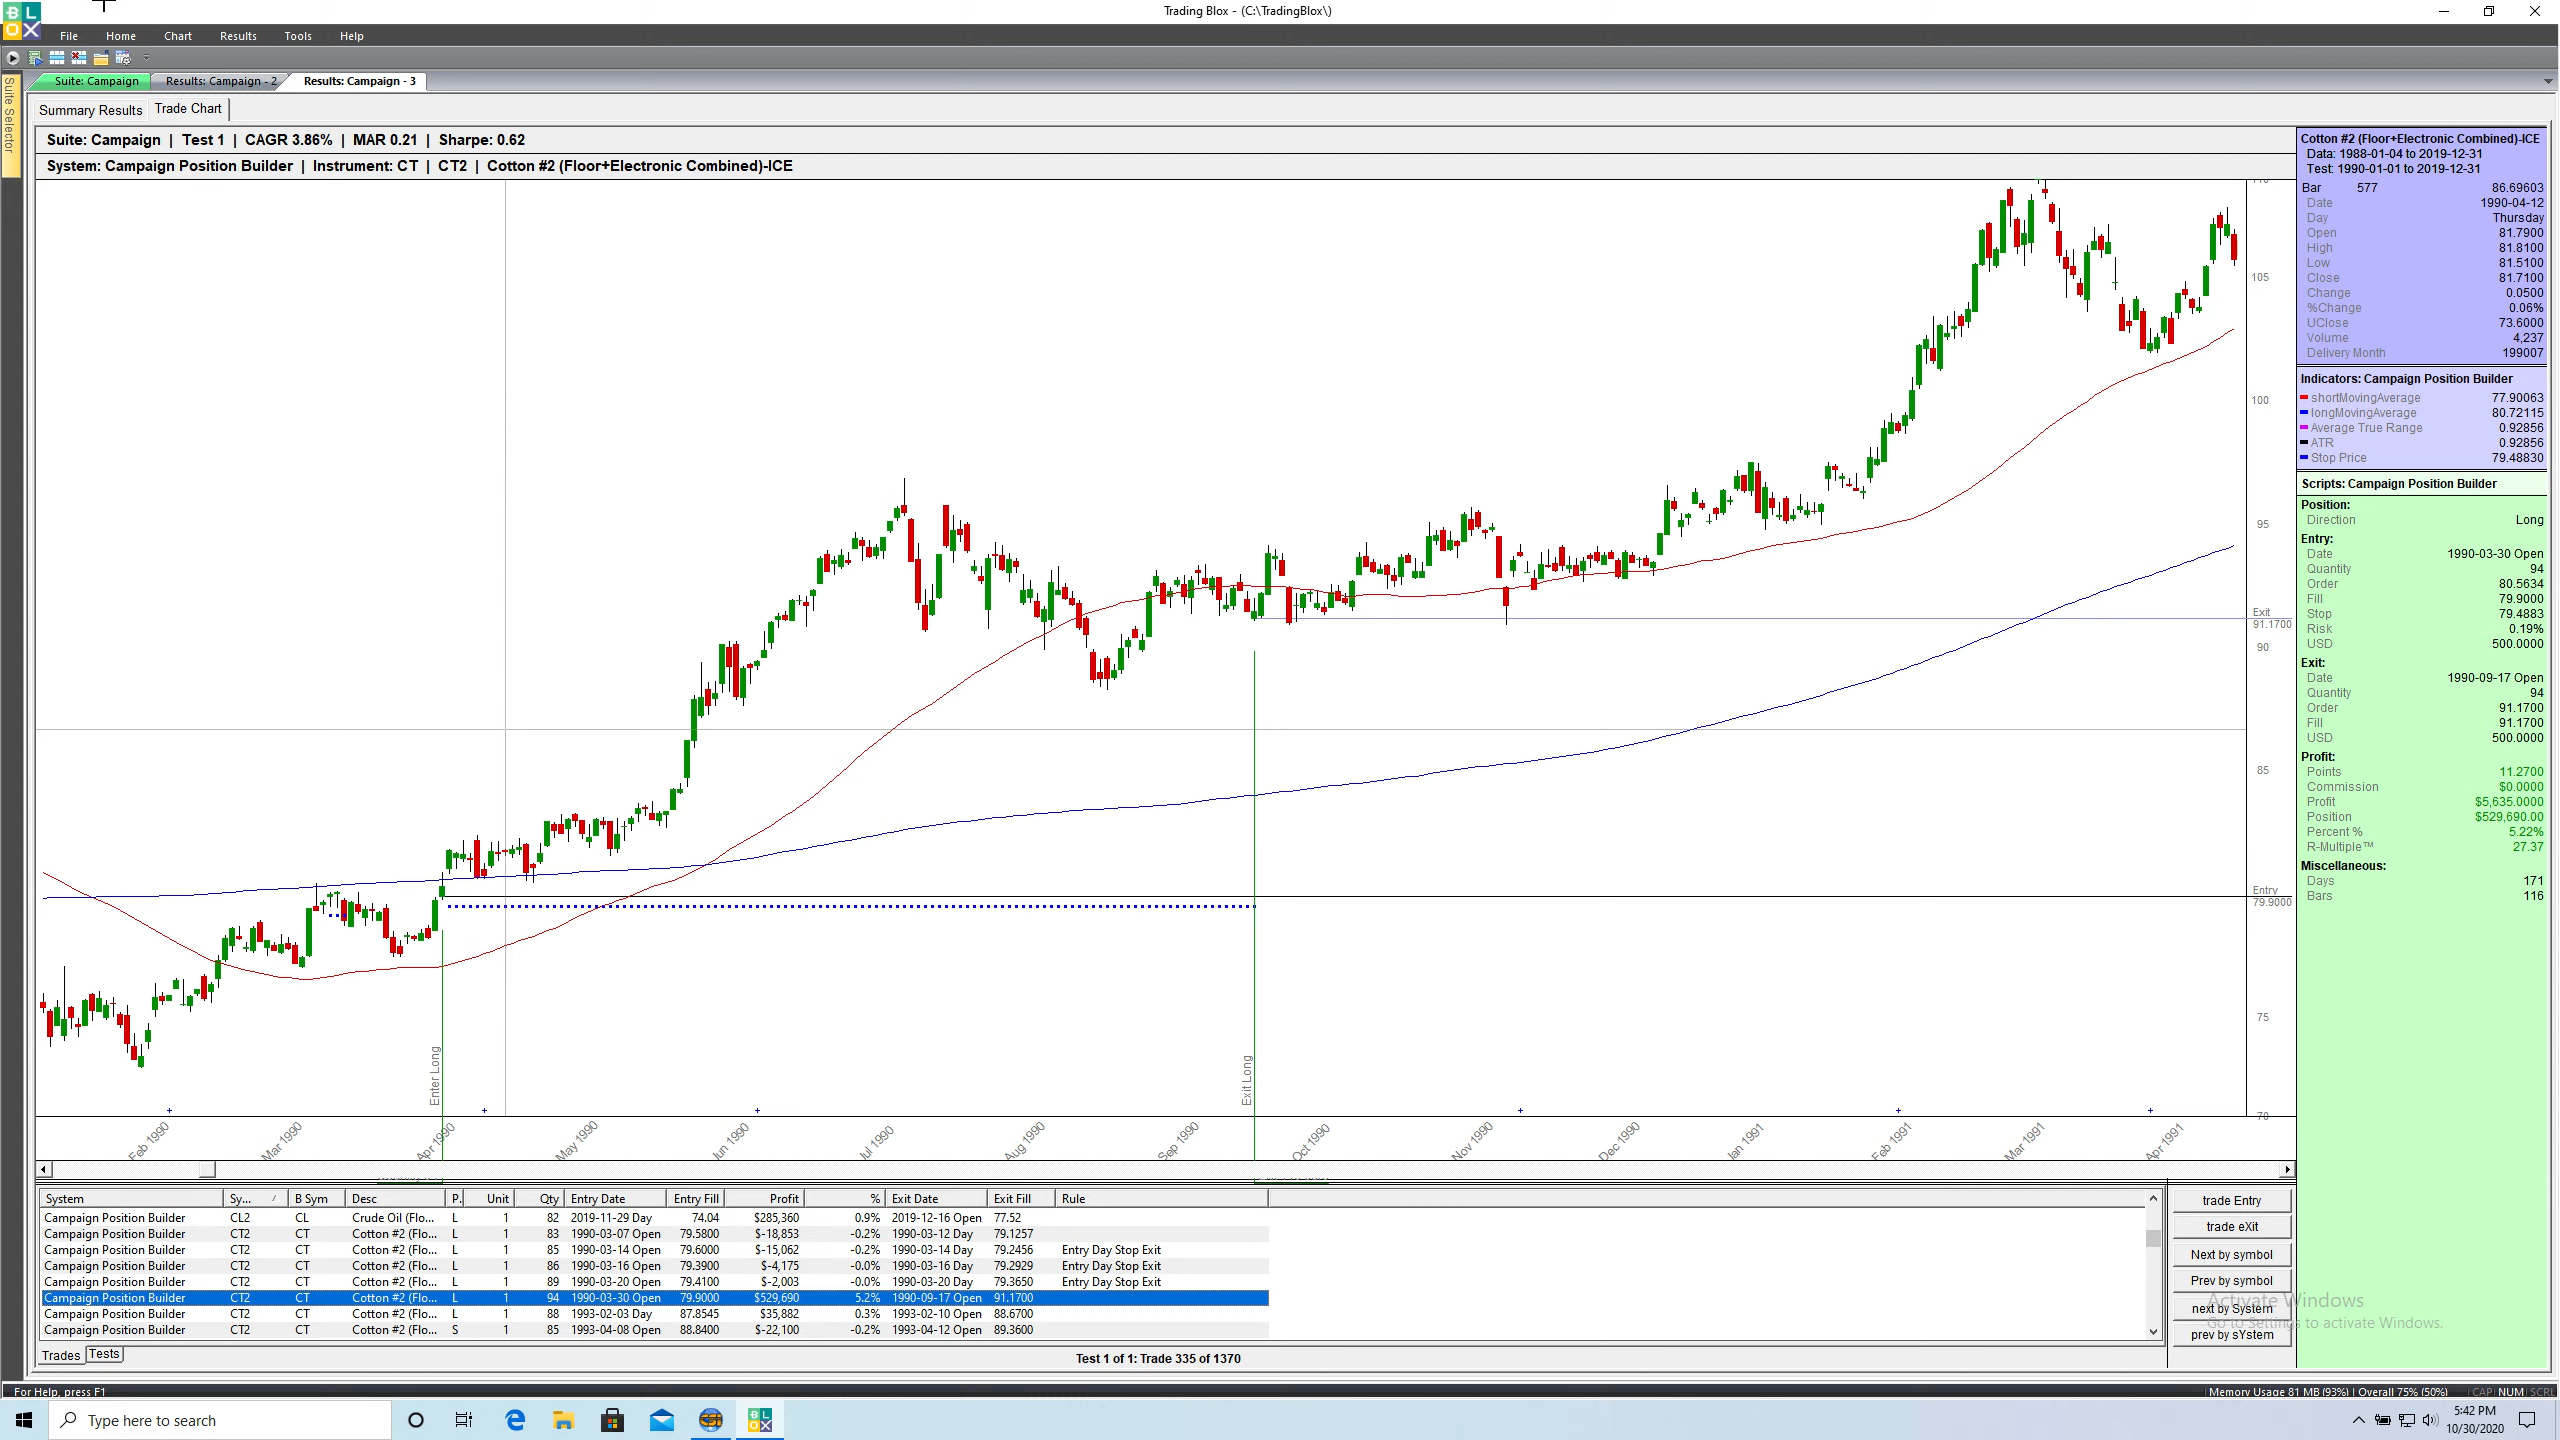 Trading Blox - (C:\TradingBlox\)
BLOX
File Home Chart Results Tools Help
Suite Selector
Suite: Campaign Results: Campaign - 2 Results: Campaign - 3
Summary Results Trade Chart
Suite: Campaign | Test 1 | CAGR 3.86% | MAR 0.21 | Sharpe: 0.62
System: Campaign Position Builder | Instrument: CT | CT2 | Cotton #2 (Floor+Electronic Combined)-ICE
105
100
95
Exit
91.1700
90
85
Entry
79.9000
75
70
Enter Long
Exit Long
Feb 1990 Mar 1990 Apr 1990 May 1990 Jun 1990 Jul 1990 Aug 1990 Sep 1990 Oct 1990 Nov 1990 Dec 1990 Jan 1991 Feb 1991 Mar 1991 Apr 1991
Cotton #2 (Floor+Electronic Combined)-ICE
Data: 1988-01-04 to 2019-12-31
Test: 1990-01-01 to 2019-12-31
Bar 577 86.69603
Date 1990-04-12
Day Thursday
Open 81.7900
High 81.8100
Low 81.5100
Close 81.7100
Change 0.0500
%Change 0.06%
UClose 73.6000
Volume 4,237
Delivery Month 199007
Indicators: Campaign Position Builder
shortMovingAverage 77.90063
longMovingAverage 80.72115
Average True Range 0.92856
ATR 0.92856
Stop Price 79.48830
Scripts: Campaign Position Builder
Position:
Direction Long
Entry:
Date 1990-03-30 Open
Quantity 94
Order 80.5634
Fill 79.9000
Stop 79.4883
Risk 0.19%
USD 500.0000
Exit:
Date 1990-09-17 Open
Quantity 94
Order 91.1700
Fill 91.1700
USD 500.0000
Profit:
Points 11.2700
Commission $0.0000
Profit $5,635.0000
Position $529,690.00
Percent % 5.22%
R-Multiple™ 27.37
Miscellaneous:
Days 171
Bars 116
System Sy... / B Sym Desc P. Unit Qty Entry Date Entry Fill Profit % Exit Date Exit Fill Rule
Campaign Position Builder CL2 CL Crude Oil (Flo... L 1 82 2019-11-29 Day 74.04 $285,360 0.9% 2019-12-16 Open 77.52
Campaign Position Builder CT2 CT Cotton #2 (Flo... L 1 83 1990-03-07 Open 79.5800 $-18,853 -0.2% 1990-03-12 Day 79.1257
Campaign Position Builder CT2 CT Cotton #2 (Flo... L 1 85 1990-03-14 Open 79.6000 $-15,062 -0.2% 1990-03-14 Day 79.2456 Entry Day Stop Exit
Campaign Position Builder CT2 CT Cotton #2 (Flo... L 1 86 1990-03-16 Open 79.3900 $-4,175 -0.0% 1990-03-16 Day 79.2929 Entry Day Stop Exit
Campaign Position Builder CT2 CT Cotton #2 (Flo... L 1 89 1990-03-20 Open 79.4100 $-2,003 -0.0% 1990-03-20 Day 79.3650 Entry Day Stop Exit
Campaign Position Builder CT2 CT Cotton #2 (Flo... L 1 94 1990-03-30 Open 79.9000 $529,690 5.2% 1990-09-17 Open 91.1700
Campaign Position Builder CT2 CT Cotton #2 (Flo... L 1 88 1993-02-03 Day 87.8545 $35,882 0.3% 1993-02-10 Open 88.6700
Campaign Position Builder CT2 CT Cotton #2 (Flo... S 1 85 1993-04-08 Open 88.8400 $-22,100 -0.2% 1993-04-12 Open 89.3600
Trades Tests
Test 1 of 1: Trade 335 of 1370
trade Entry
trade eXit
Next by symbol
Prev by symbol
next by System
prev by sYstem
Activate Windows
Go to Settings to activate Windows.
For Help, press F1
Memory Usage 81 MB (93%) | Overall 75% (50%) CAP NUM SCRL
Type here to search
5:42 PM
10/30/2020